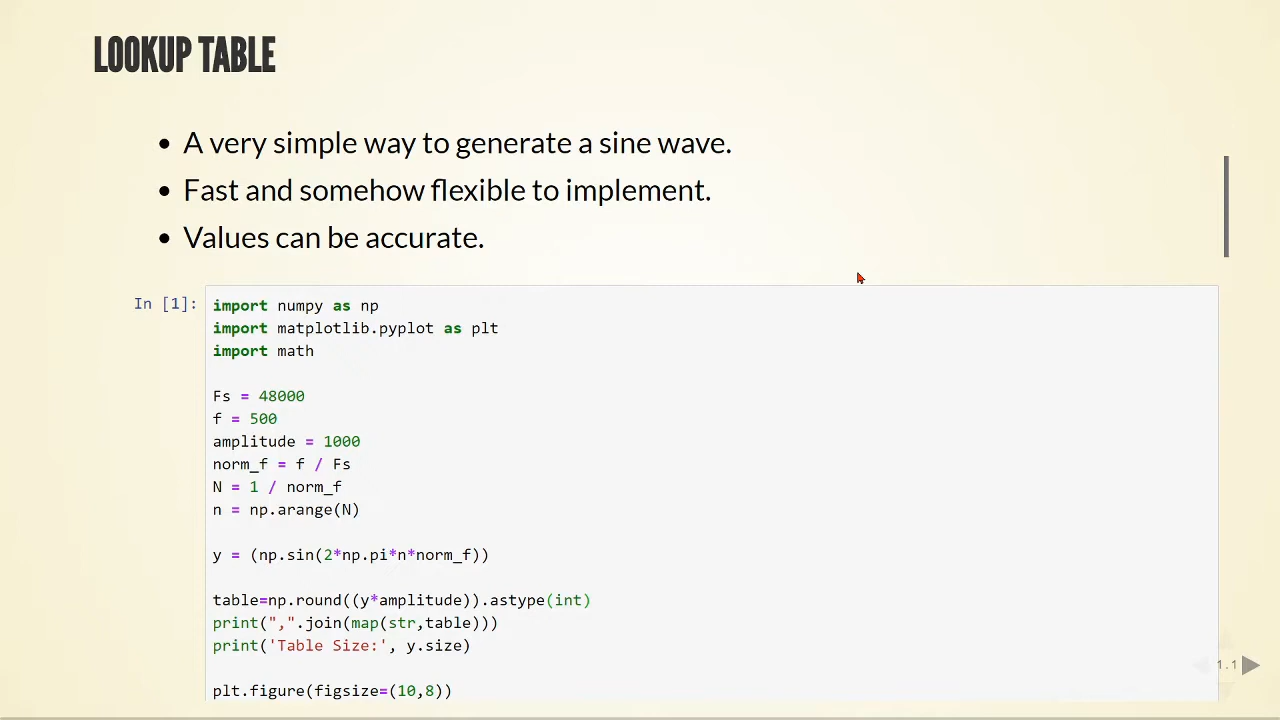 LOOKUP TABLE
• A very simple way to generate a sine wave.
• Fast and somehow flexible to implement.
• Values can be accurate.
In [1]:
import numpy as np
import matplotlib.pyplot as plt
import math
Fs = 48000
f = 500
amplitude = 1000
norm_f = f / Fs
N = 1 / norm_f
n = np.arange(N)
y = (np.sin(2*np.pi*n*norm_f))
table=np.round((y*amplitude)).astype(int)
print(",".join(map(str,table)))
print('Table Size:', y.size)
plt.figure(figsize=(10,8))
1.1